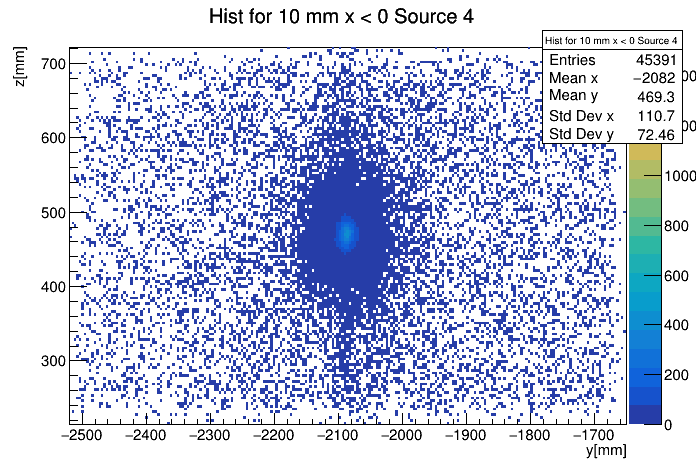 Hist for 10 mm x < 0 Source 4
Hist for 10 mm x < 0 Source 4
Entries 45391
Mean x −2082
Mean y 469.3
Std Dev x 110.7
Std Dev y 72.46
z[mm]
700
600
500
400
300
1000
800
600
400
200
0
−2500 −2400 −2300 −2200 −2100 −2000 −1900 −1800 −1700
y[mm]